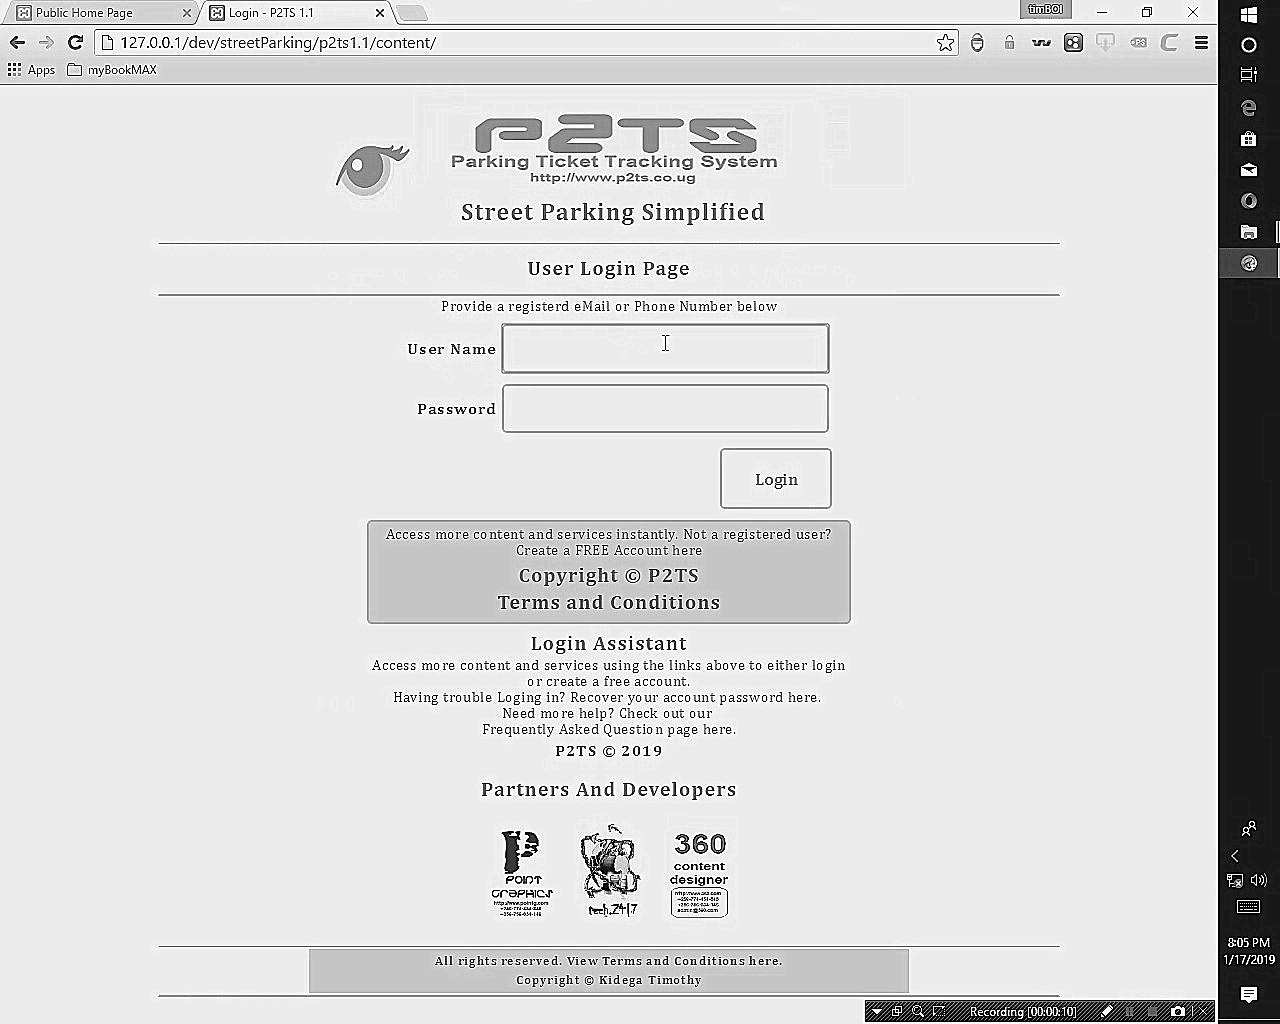 Public Home Page
Login - P2TS 1.1
timBOI
127.0.0.1/dev/streetParking/p2ts1.1/content/
Apps
myBookMAX
P2TS
Parking Ticket Tracking System
http://www.p2ts.co.ug
Street Parking Simplified
User Login Page
Provide a registerd eMail or Phone Number below
User Name
Password
Login
Access more content and services instantly. Not a registered user?
Create a FREE Account here
Copyright © P2TS
Terms and Conditions
Login Assistant
Access more content and services using the links above to either login
or create a free account.
Having trouble Loging in? Recover your account password here.
Need more help? Check out our
Frequently Asked Question page here.
P2TS © 2019
Partners And Developers
P
POINT
GRAPHICS
tech,24|7
360
content
designer
All rights reserved. View Terms and Conditions here.
Copyright © Kidega Timothy
8:05 PM
1/17/2019
Recording [00:00:10]